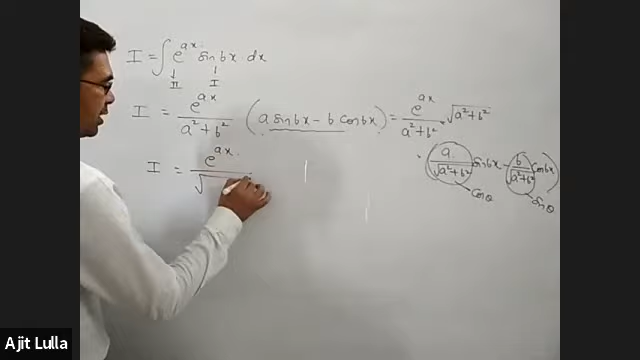 I = ∫ e^ax sin bx · dx
II I
I = e^ax / a²+b² (a sin bx − b cos bx) = e^ax / a²+b² × √a²+b²
(a / √a²+b² sin bx − b / √a²+b² cos bx)
cos θ sin θ
I = e^ax / √
Ajit Lulla